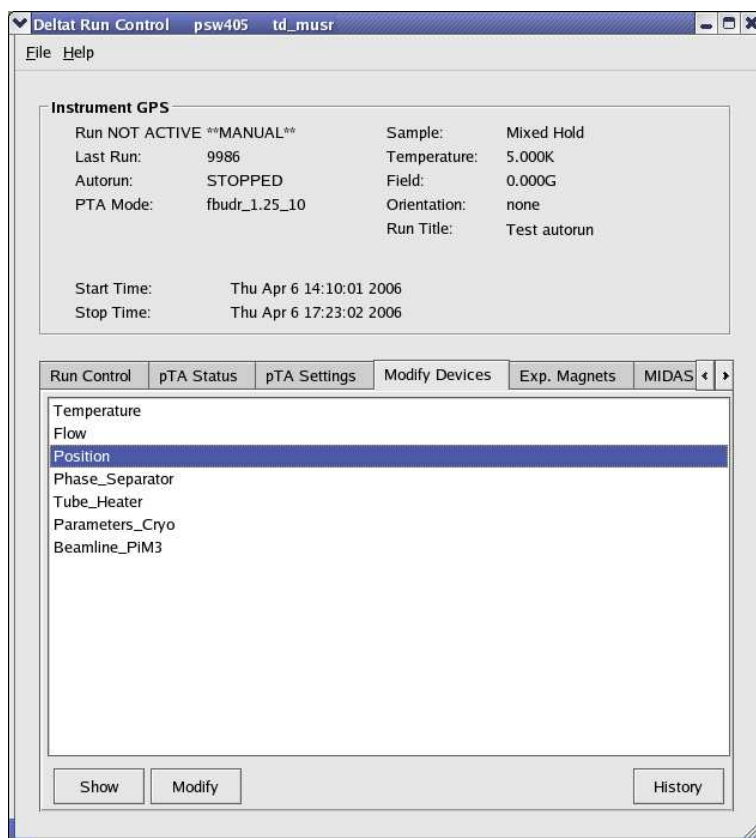 Deltat Run Control psw405 td_musr
File Help
Instrument GPS
Run NOT ACTIVE **MANUAL** Sample: Mixed Hold
Last Run: 9986 Temperature: 5.000K
Autorun: STOPPED Field: 0.000G
PTA Mode: fbudr_1.25_10 Orientation: none
Run Title: Test autorun
Start Time: Thu Apr 6 14:10:01 2006
Stop Time: Thu Apr 6 17:23:02 2006
Run Control pTA Status pTA Settings Modify Devices Exp. Magnets MIDAS
Temperature
Flow
Position
Phase_Separator
Tube_Heater
Parameters_Cryo
Beamline_PiM3
Show Modify History